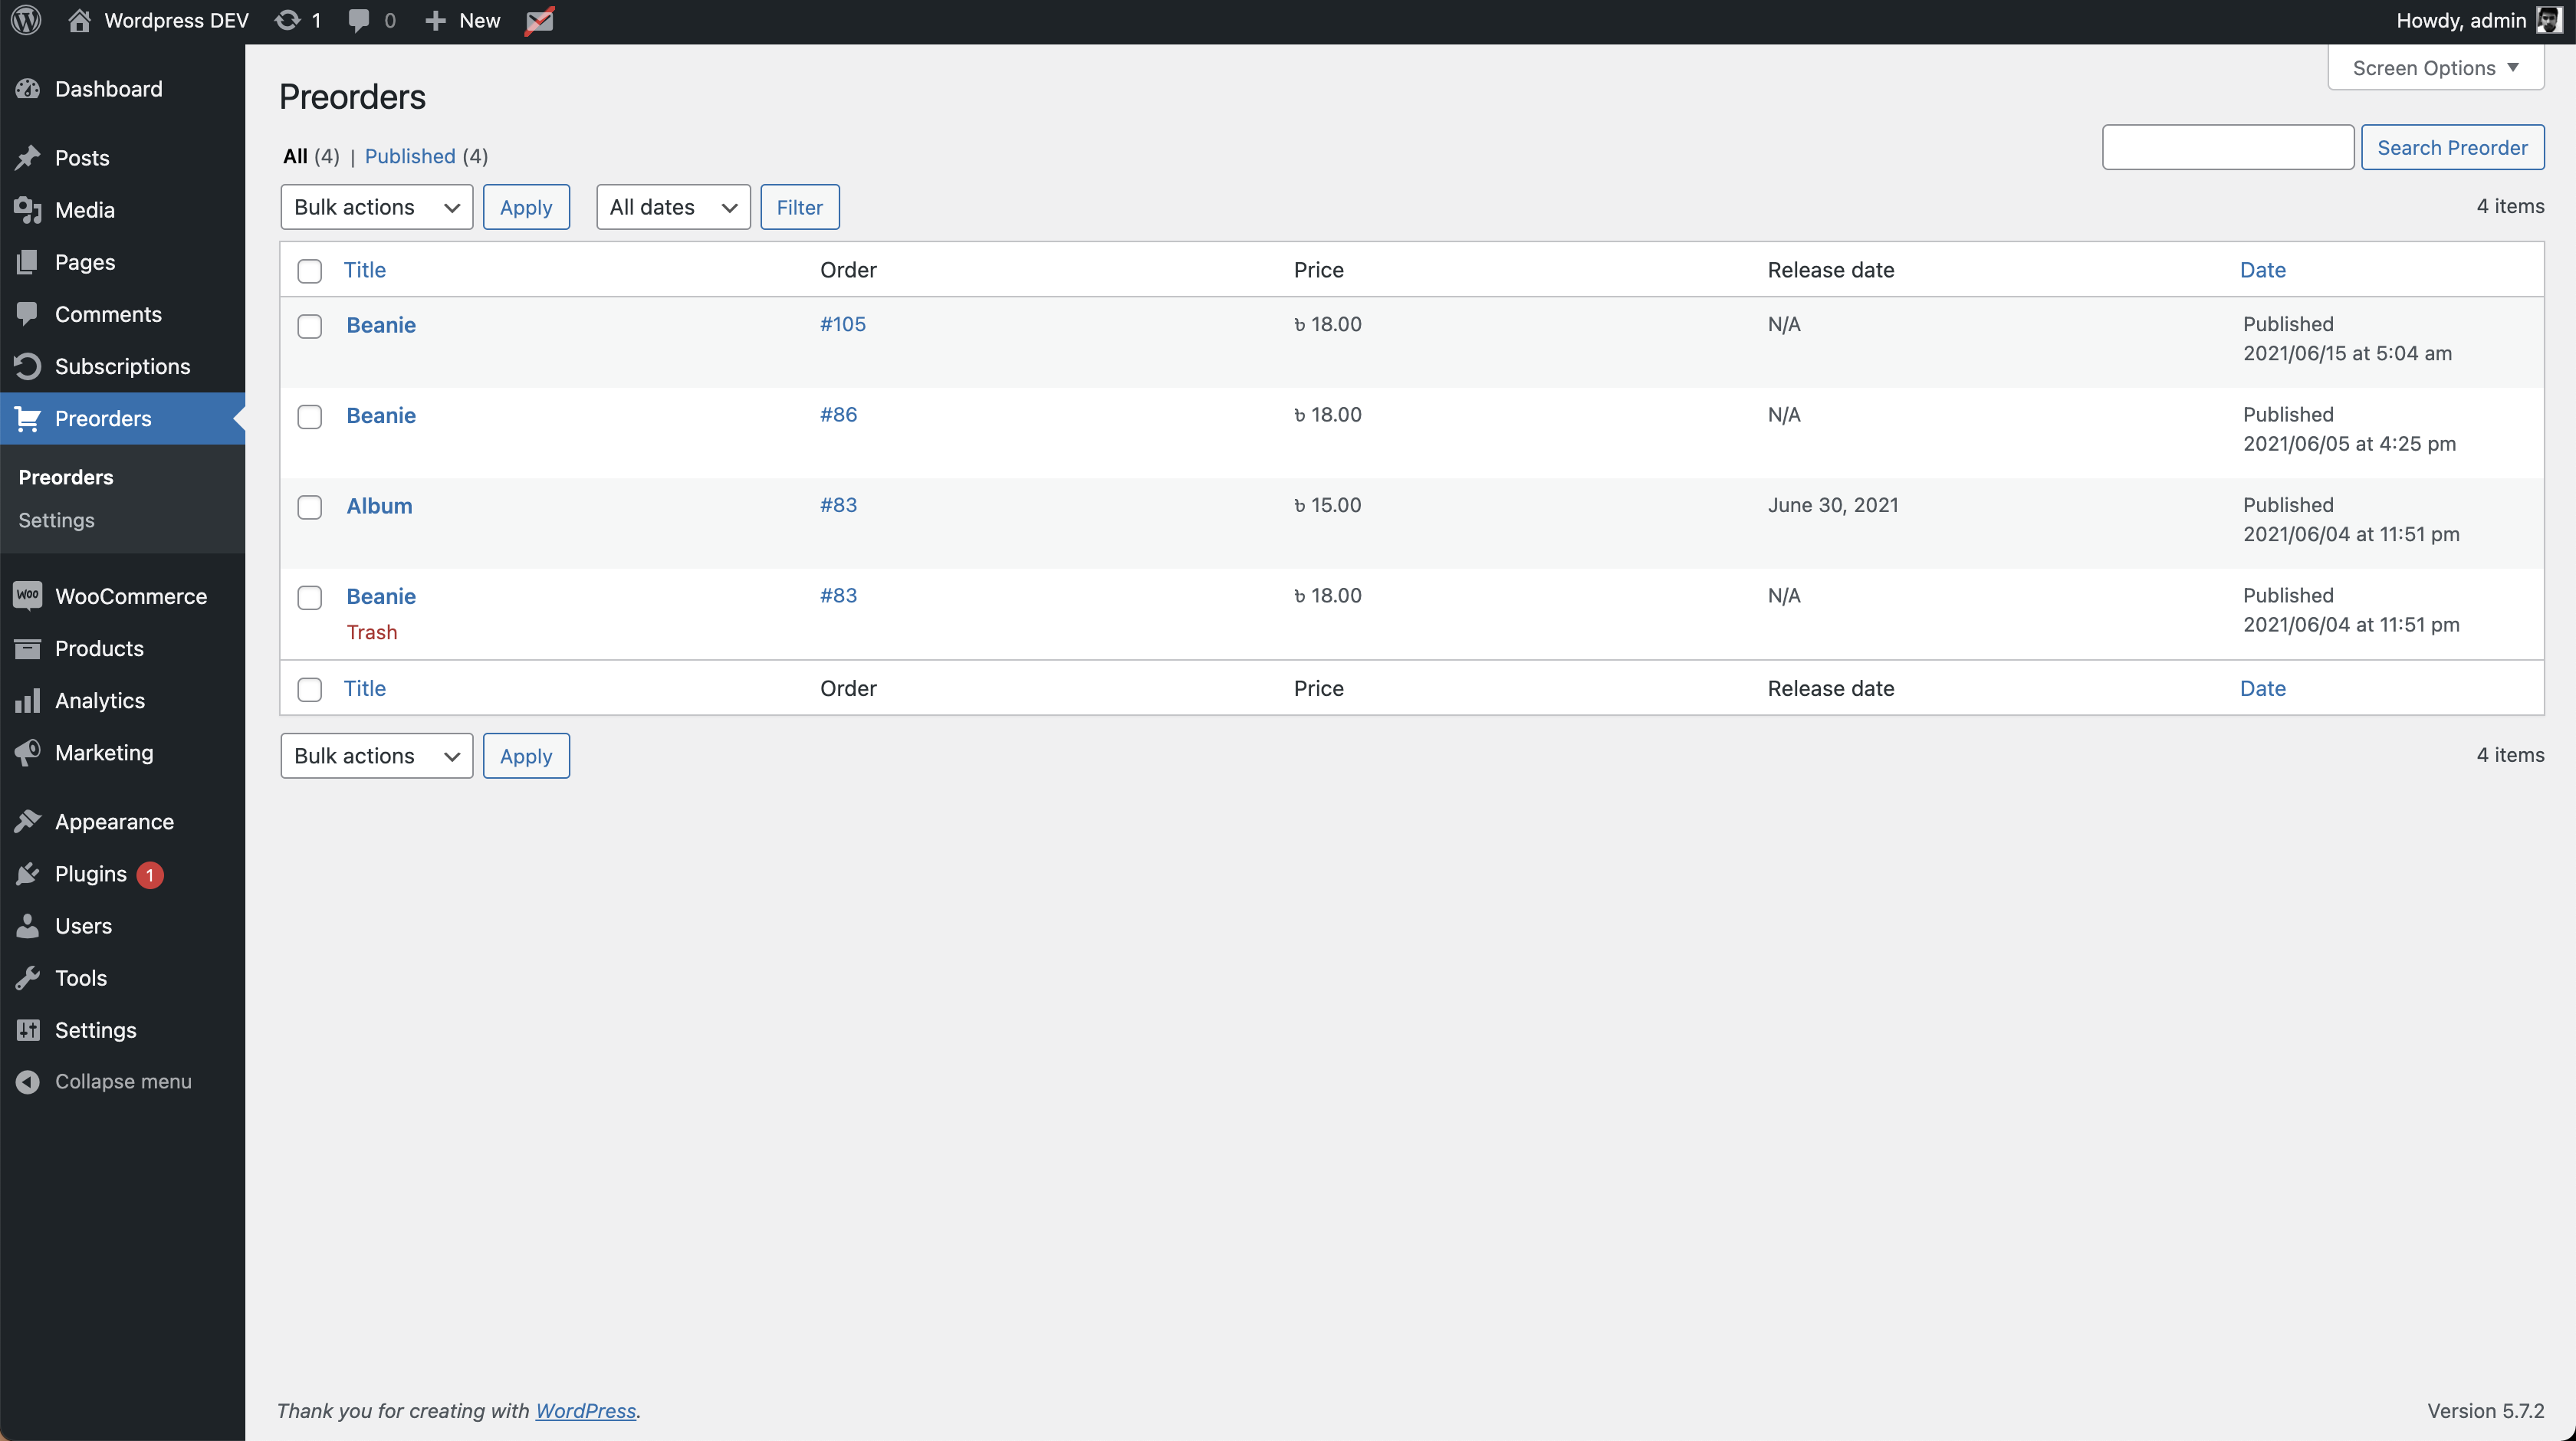 Wordpress DEV 1 0 New Howdy, admin
Screen Options
Dashboard
Posts
Media
Pages
Comments
Subscriptions
Preorders
Preorders
Settings
WOO WooCommerce
Products
Analytics
Marketing
Appearance
Plugins 1
Users
Tools
Settings
Collapse menu
Preorders
All (4) | Published (4)
Search Preorder
Bulk actions Apply All dates Filter 4 items
Title Order Price Release date Date
Beanie #105 ৳ 18.00 N/A Published
2021/06/15 at 5:04 am
Beanie #86 ৳ 18.00 N/A Published
2021/06/05 at 4:25 pm
Album #83 ৳ 15.00 June 30, 2021 Published
2021/06/04 at 11:51 pm
Beanie #83 ৳ 18.00 N/A Published
Trash 2021/06/04 at 11:51 pm
Title Order Price Release date Date
Bulk actions Apply 4 items
Thank you for creating with WordPress. Version 5.7.2